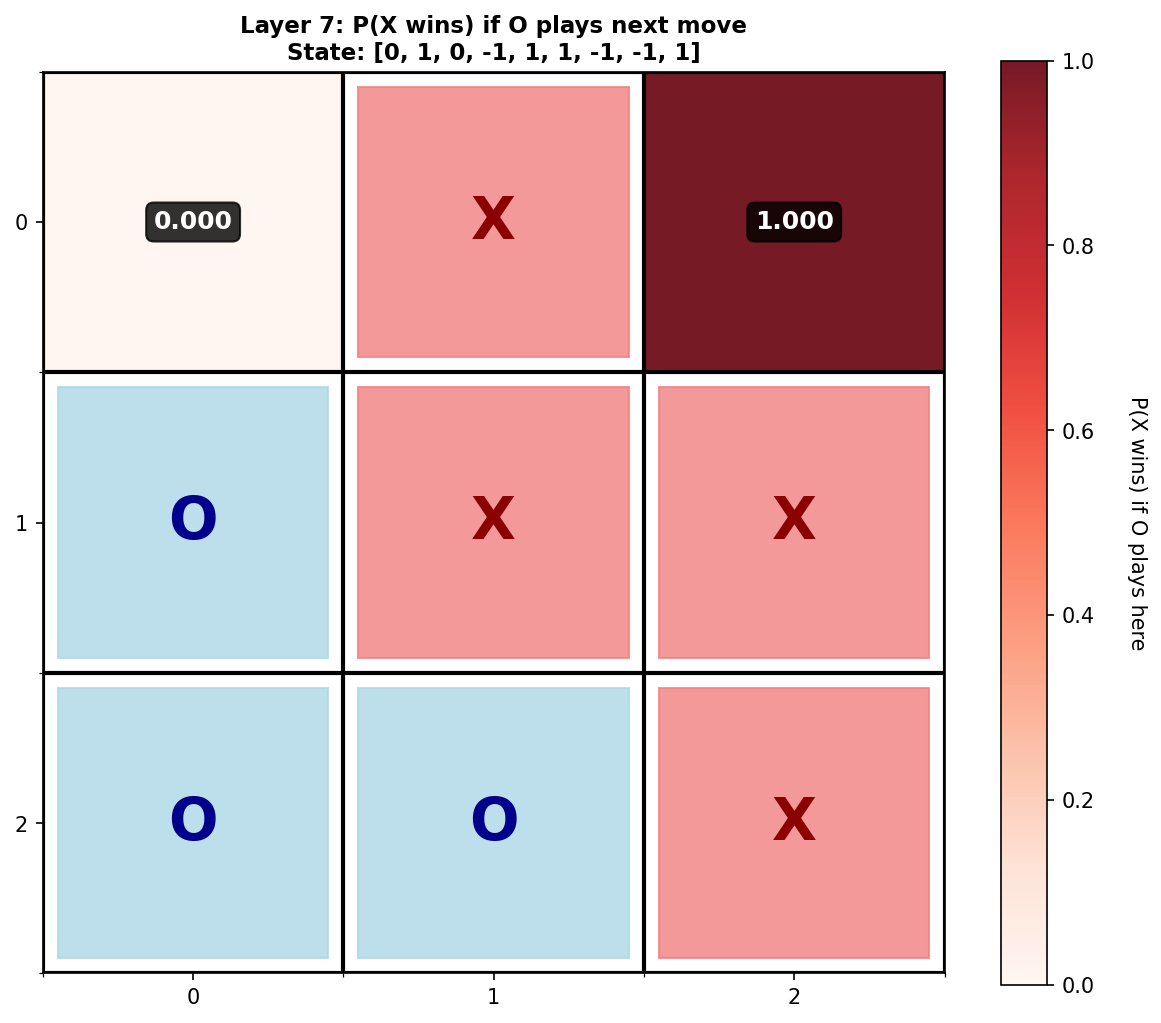 Layer 7: P(X wins) if O plays next move
State: [0, 1, 0, -1, 1, 1, -1, -1, 1]
0.000
X
1.000
O
X
X
O
O
X
0
1
2
0
1
2
1.0
0.8
0.6
0.4
0.2
0.0
P(X wins) if O plays here